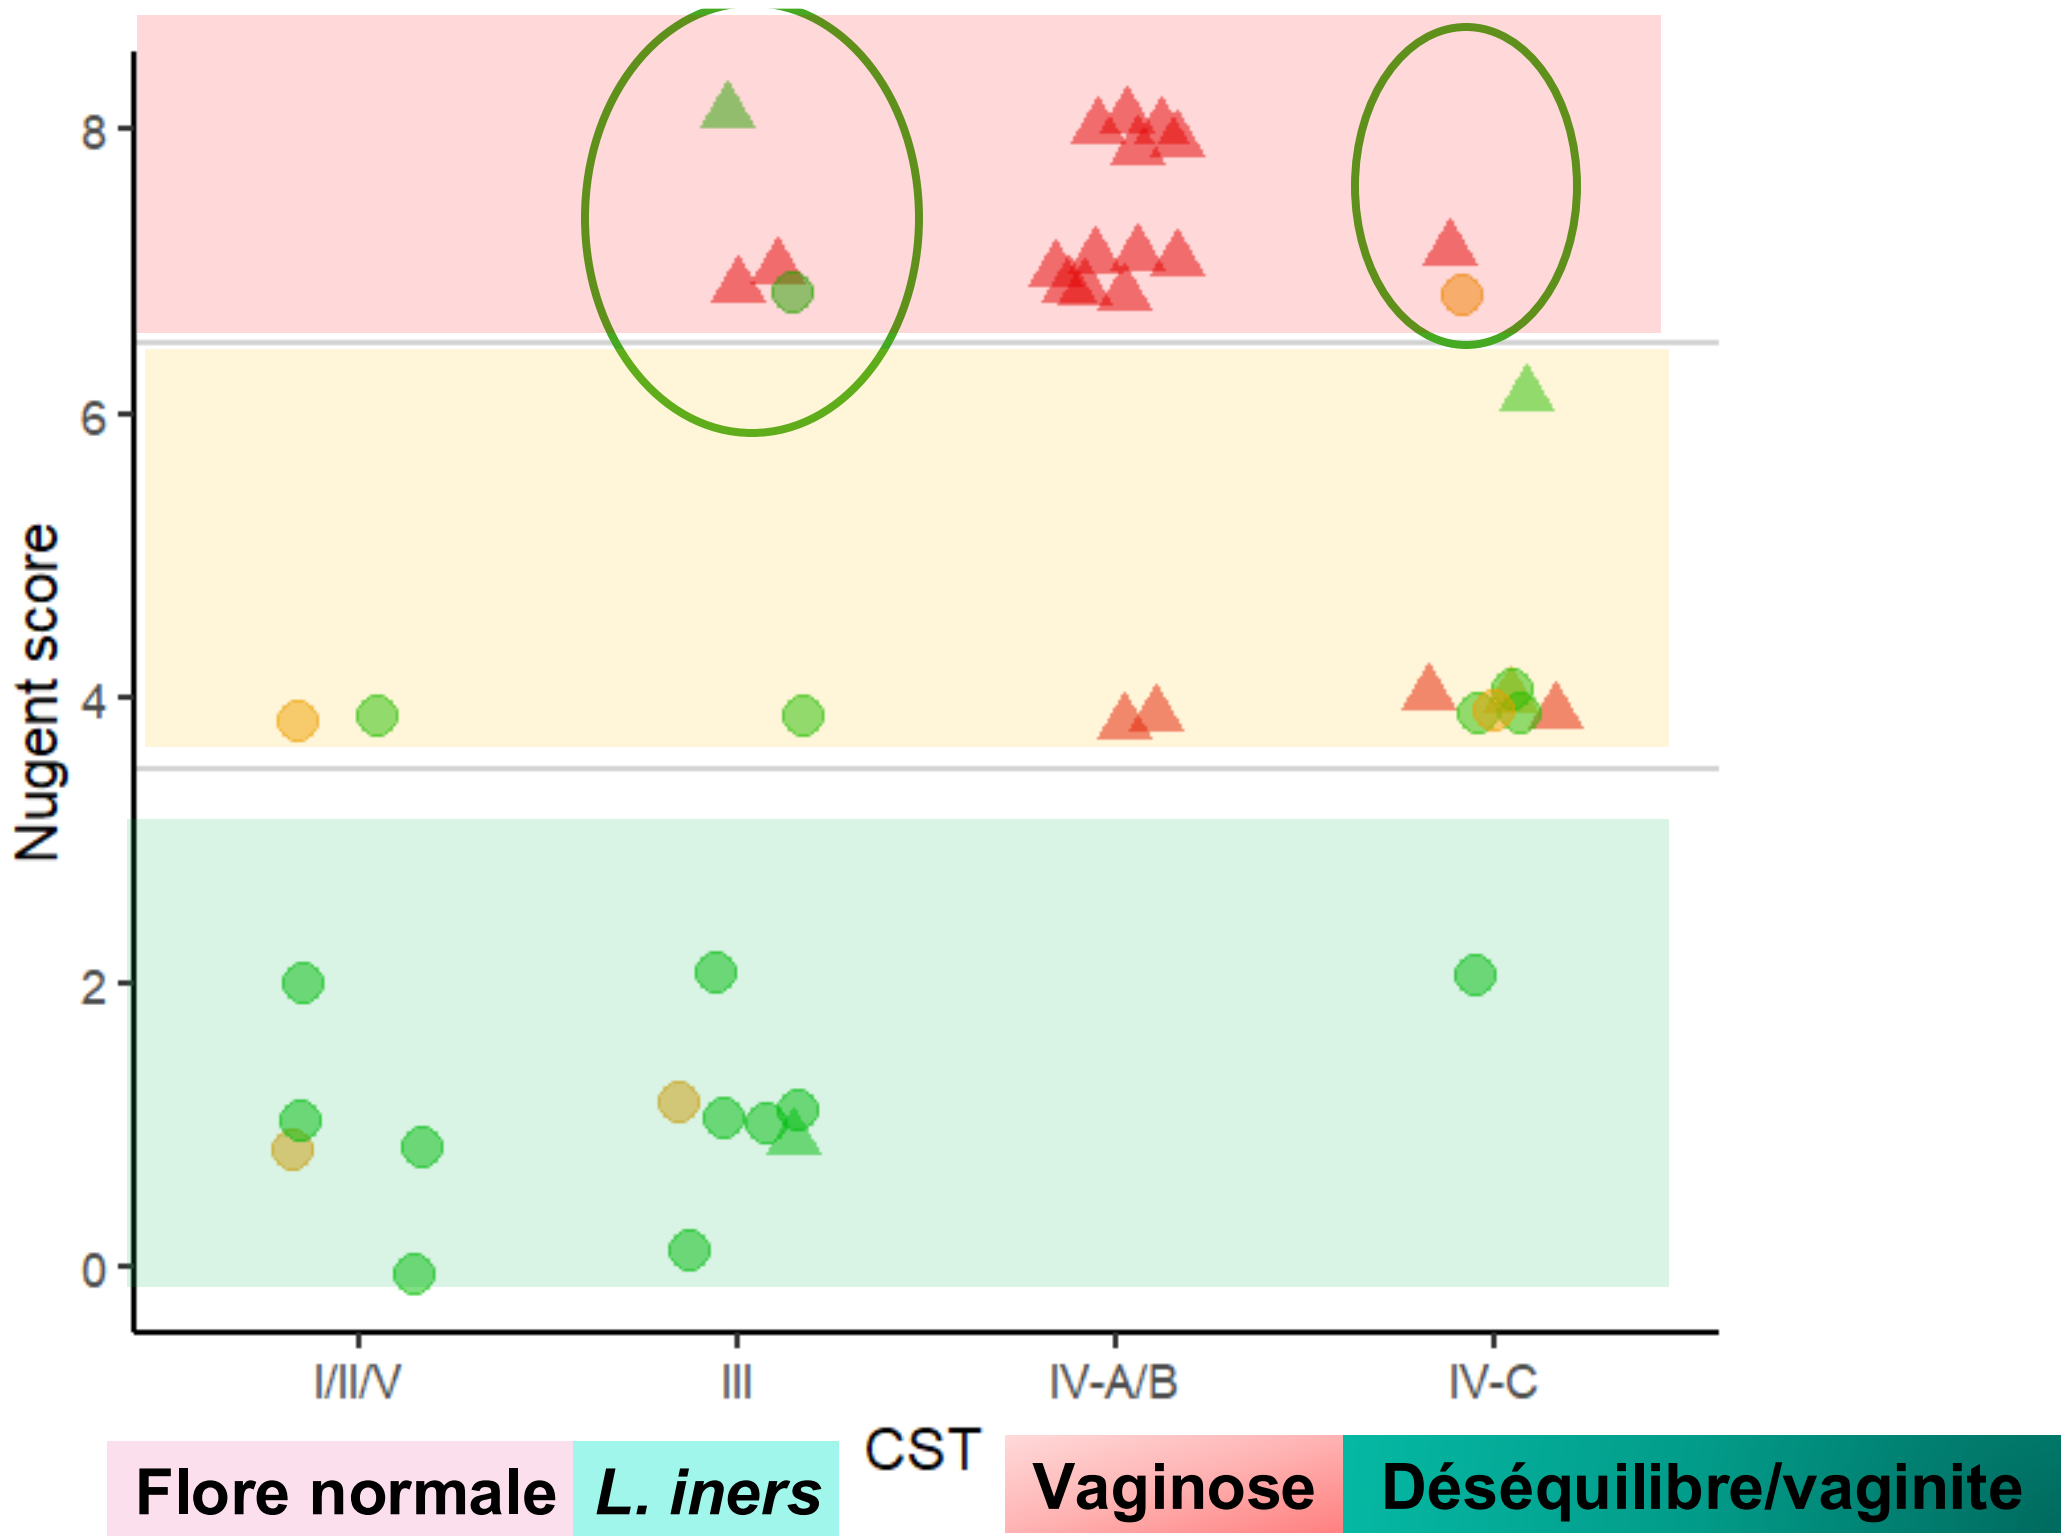 Nugent score
8
6
4
2
0
I/II/V
III
IV-A/B
IV-C
CST
Flore normale
L. iners
Vaginose
Déséquilibre/vaginite